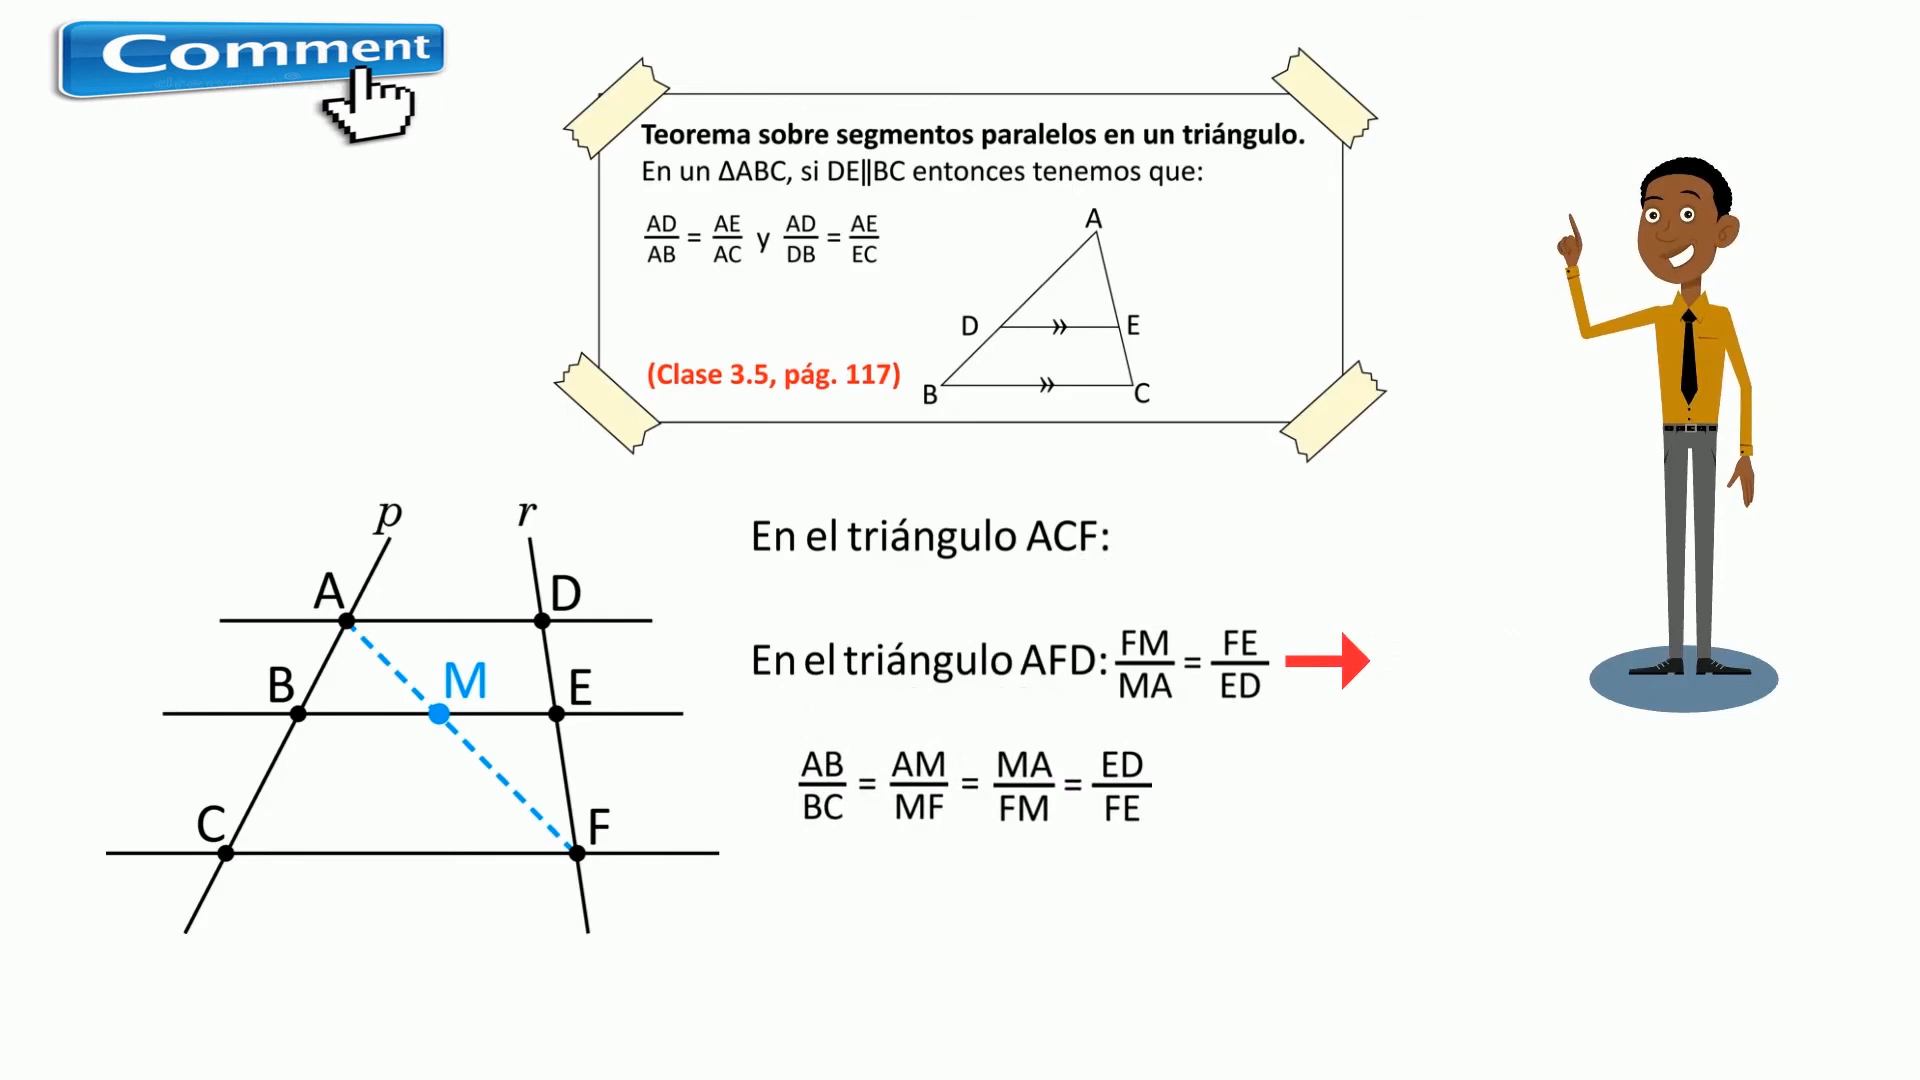 Comment
Teorema sobre segmentos paralelos en un triángulo.
En un ΔABC, si DE||BC entonces tenemos que:
AD/AB = AE/AC y AD/DB = AE/EC
A
D
E
(Clase 3.5, pág. 117)
B
C
p
r
En el triángulo ACF:
A
D
En el triángulo AFD: FM/MA = FE/ED
B
M
E
AB/BC = AM/MF = MA/FM = ED/FE
C
F